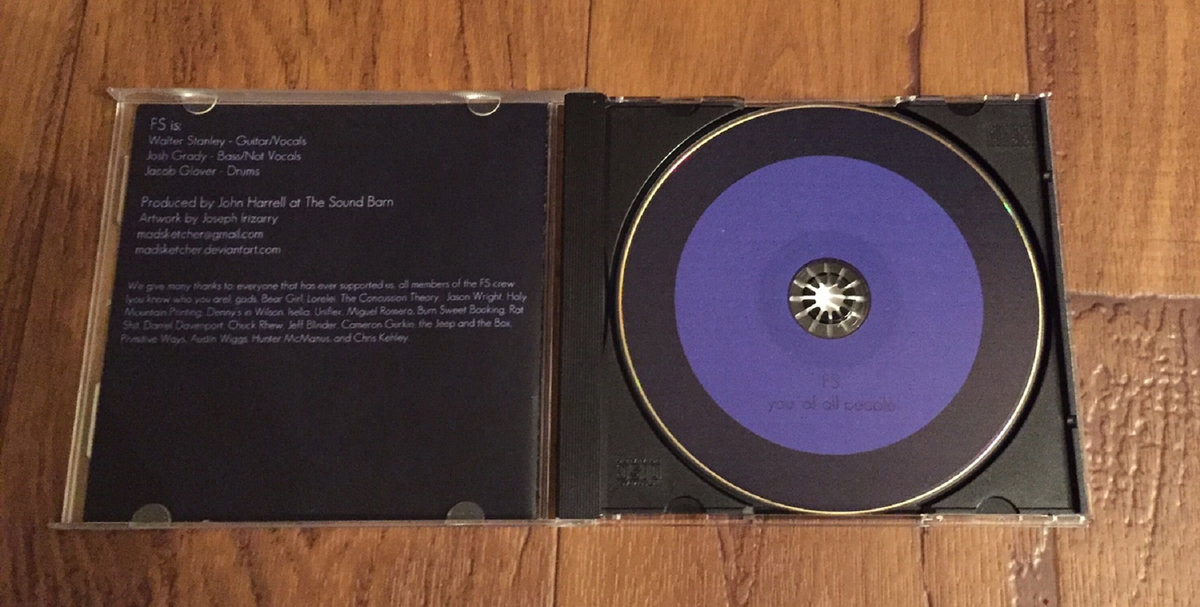 FS is:
Walter Stanley - Guitar/Vocals
Josh Grady - Bass/Not Vocals
Jacob Glover - Drums
Produced by John Harrell at The Sound Barn
Artwork by Joseph Irizarry
madsketcher@gmail.com
madsketcher.deviantart.com
We give many thanks to: everyone that has ever supported us, all members of the FS crew
(you know who you are), gods, Bear Girl, Lorelei, The Concussion Theory, Jason Wright, Holy
Mountain Printing, Denny's in Wilson, Isella, Unifier, Miguel Romero, Burn Sweet Booking, Rat
Shit, Daniel Davenport, Chuck Rhew, Jeff Blinder, Cameron Gurkin, the Jeep and the Box,
Primitive Ways, Austin Wiggs, Hunter McManus, and Chris Kehley.
FS
you, of all people